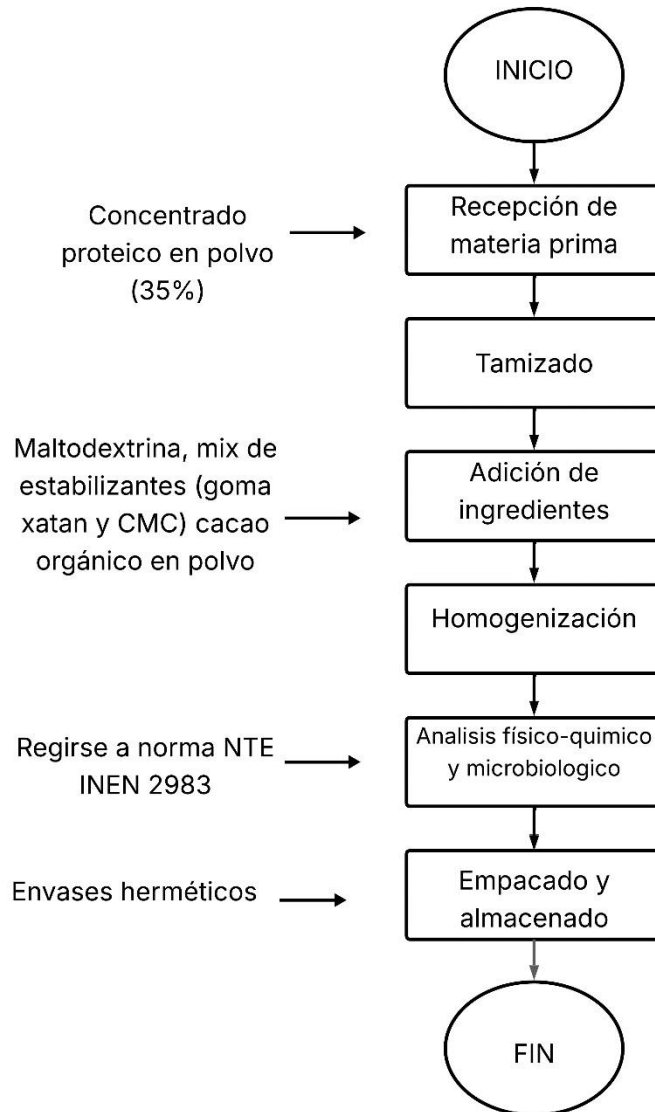 INICIO
Concentrado
proteico en polvo
(35%)
Recepción de
materia prima
Tamizado
Maltodextrina, mix de
estabilizantes (goma
xatan y CMC) cacao
orgánico en polvo
Adición de
ingredientes
Homogenización
Regirse a norma NTE
INEN 2983
Analisis físico-quimico
y microbiologico
Envases herméticos
Empacado y
almacenado
FIN